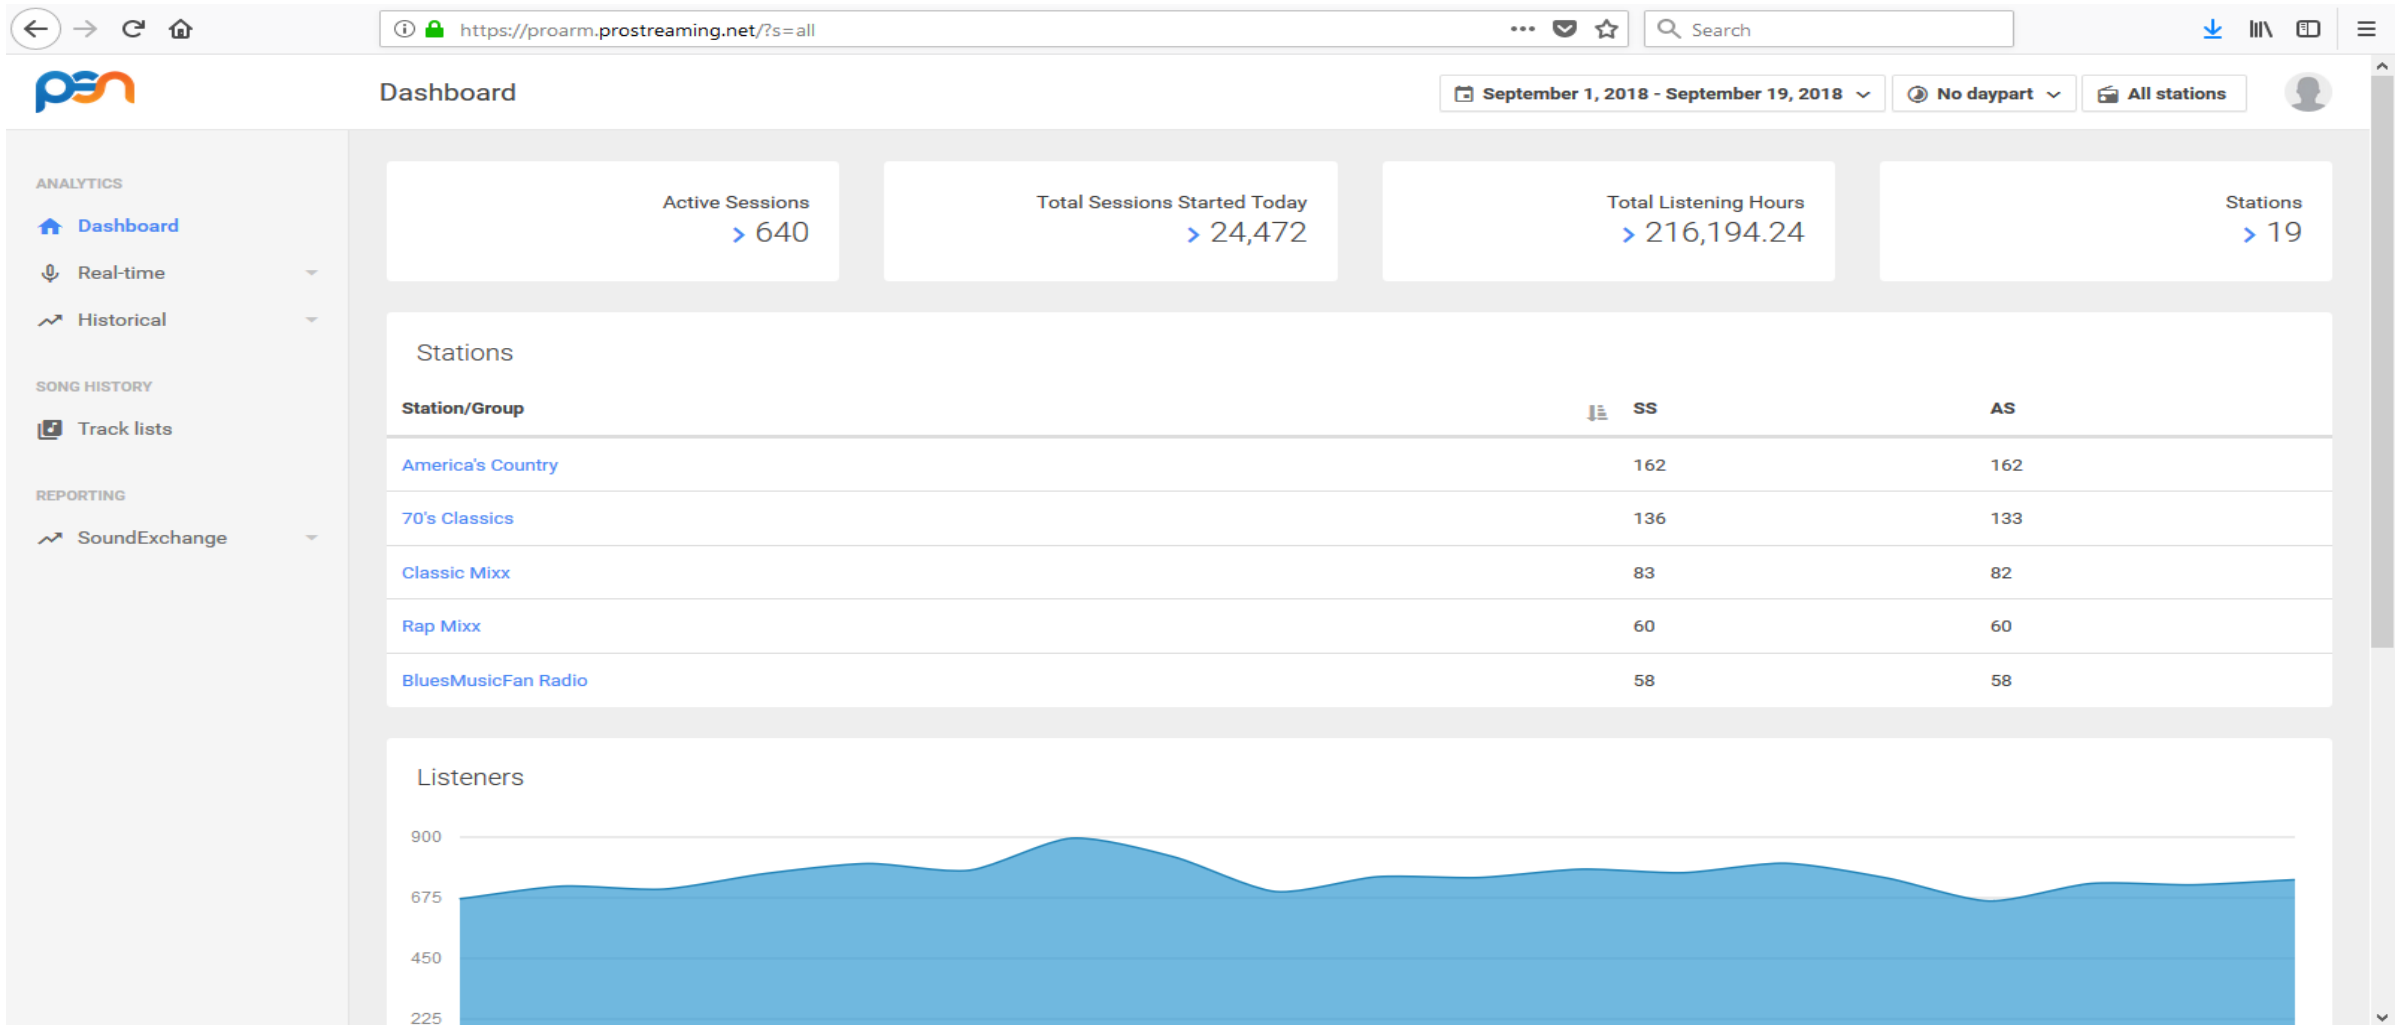 https://proarm.prostreaming.net/?s=all
Search
psn
Dashboard
September 1, 2018 - September 19, 2018
No daypart
All stations
ANALYTICS
Dashboard
Real-time
Historical
SONG HISTORY
Track lists
REPORTING
SoundExchange
Active Sessions
640
Total Sessions Started Today
24,472
Total Listening Hours
216,194.24
Stations
19
Stations
Station/Group SS AS
America's Country 162 162
70's Classics 136 133
Classic Mixx 83 82
Rap Mixx 60 60
BluesMusicFan Radio 58 58
Listeners
900
675
450
225